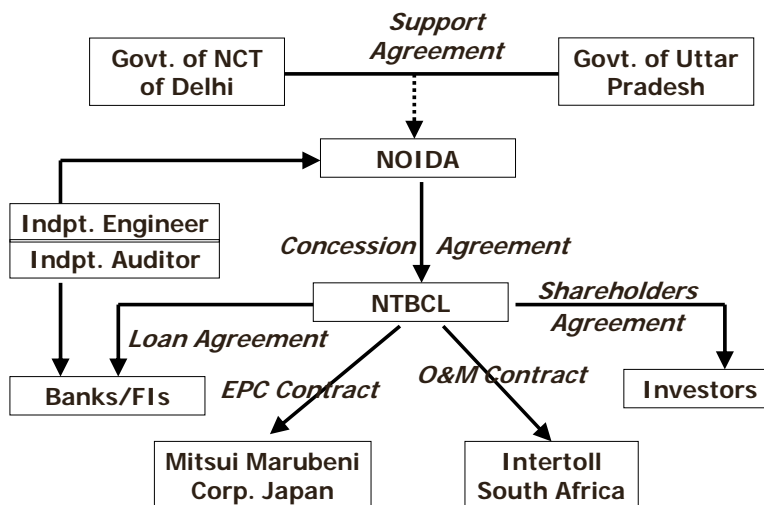 Support
Agreement
Govt. of NCT
of Delhi
Govt. of Uttar
Pradesh
NOIDA
Indpt. Engineer
Indpt. Auditor
Concession Agreement
NTBCL
Shareholders
Agreement
Loan Agreement
EPC Contract
O&M Contract
Banks/FIs
Investors
Mitsui Marubeni
Corp. Japan
Intertoll
South Africa